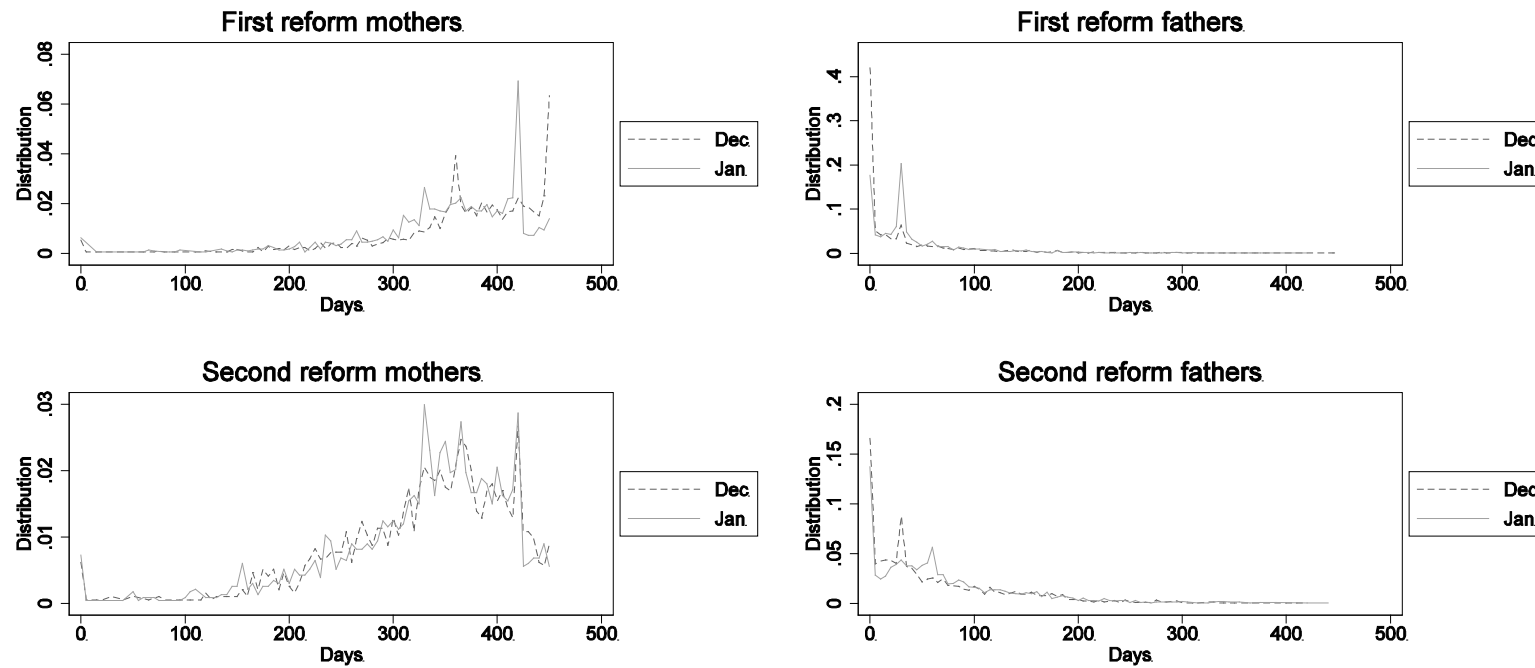 First reform mothers.
.08
.06
.04
.02
0
Distribution
0. 100. 200. 300. 400. 500.
Days.
Dec.
Jan.
First reform fathers.
.4
.3
.2
.1
0
Distribution
0. 100. 200. 300. 400. 500.
Days.
Dec
Jan
Second reform mothers.
.03
.02
.01
0
Distribution
0. 100. 200. 300. 400. 500.
Days.
Dec.
Jan.
Second reform fathers.
.2
.15
.1
.05
0
Distribution
0. 100. 200. 300. 400. 500.
Days.
Dec
Jan